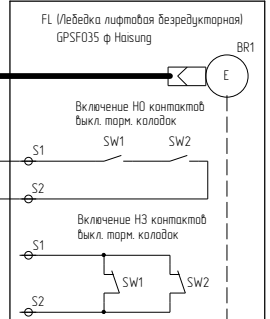 FL (Лебедка лифтовая безредукторная)
GPSF035 ф Haisung
BR1
E
Включение НО контактов
выкл. торм. колодок
S1
SW1
SW2
S2
Включение НЗ контактов
выкл. торм. колодок
S1
SW1
SW2
S2